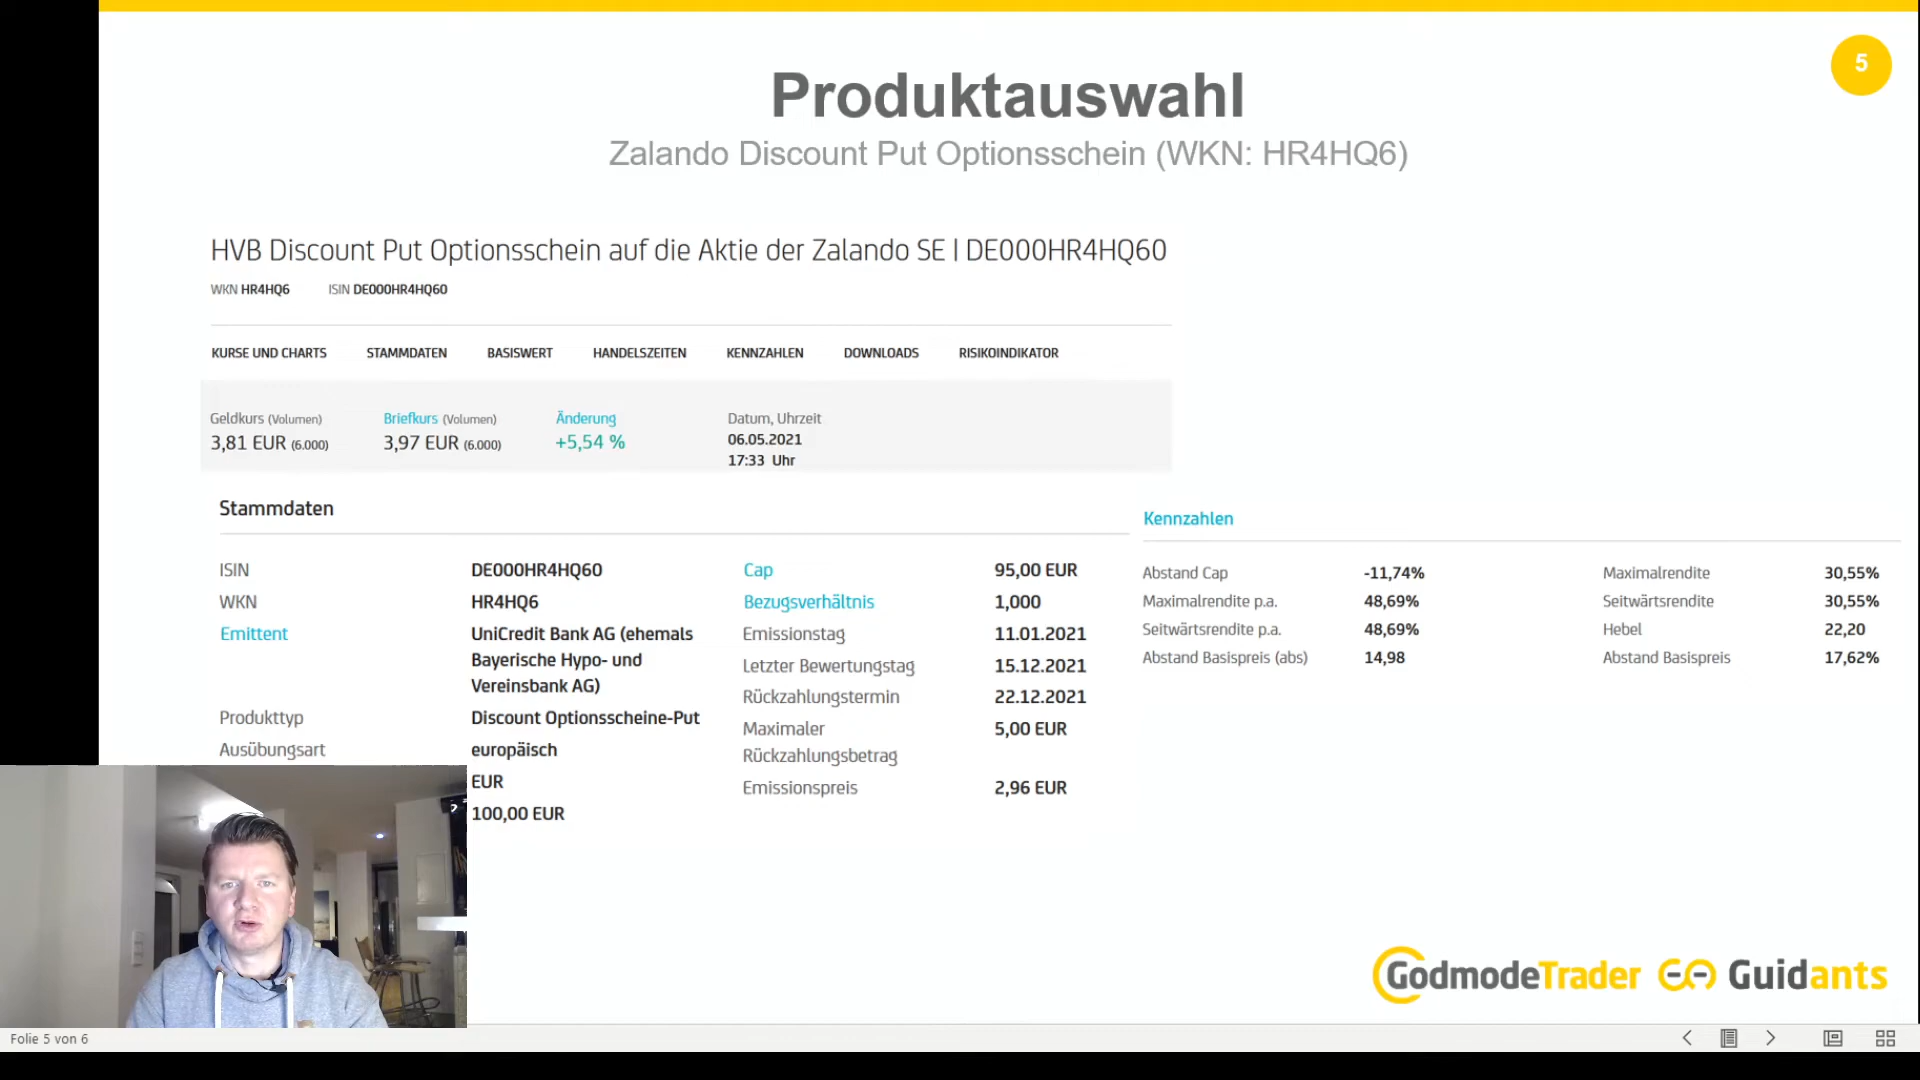 5
Produktauswahl
Zalando Discount Put Optionsschein (WKN: HR4HQ6)
HVB Discount Put Optionsschein auf die Aktie der Zalando SE | DE000HR4HQ60
WKN HR4HQ6 ISIN DE000HR4HQ60
KURSE UND CHARTS STAMMDATEN BASISWERT HANDELSZEITEN KENNZAHLEN DOWNLOADS RISIKOINDIKATOR
Geldkurs (Volumen) Briefkurs (Volumen) Änderung Datum, Uhrzeit
3,81 EUR (6.000) 3,97 EUR (6.000) +5,54 % 06.05.2021
17:33 Uhr
Stammdaten
ISIN DE000HR4HQ60 Cap 95,00 EUR
WKN HR4HQ6 Bezugsverhältnis 1,000
Emittent UniCredit Bank AG (ehemals Emissionstag 11.01.2021
Bayerische Hypo- und Letzter Bewertungstag 15.12.2021
Vereinsbank AG) Rückzahlungstermin 22.12.2021
Produkttyp Discount Optionsscheine-Put Maximaler 5,00 EUR
Ausübungsart europäisch Rückzahlungsbetrag
EUR Emissionspreis 2,96 EUR
100,00 EUR
Kennzahlen
Abstand Cap -11,74% Maximalrendite 30,55%
Maximalrendite p.a. 48,69% Seitwärtsrendite 30,55%
Seitwärtsrendite p.a. 48,69% Hebel 22,20
Abstand Basispreis (abs) 14,98 Abstand Basispreis 17,62%
GodmodeTrader Guidants
Folie 5 von 6